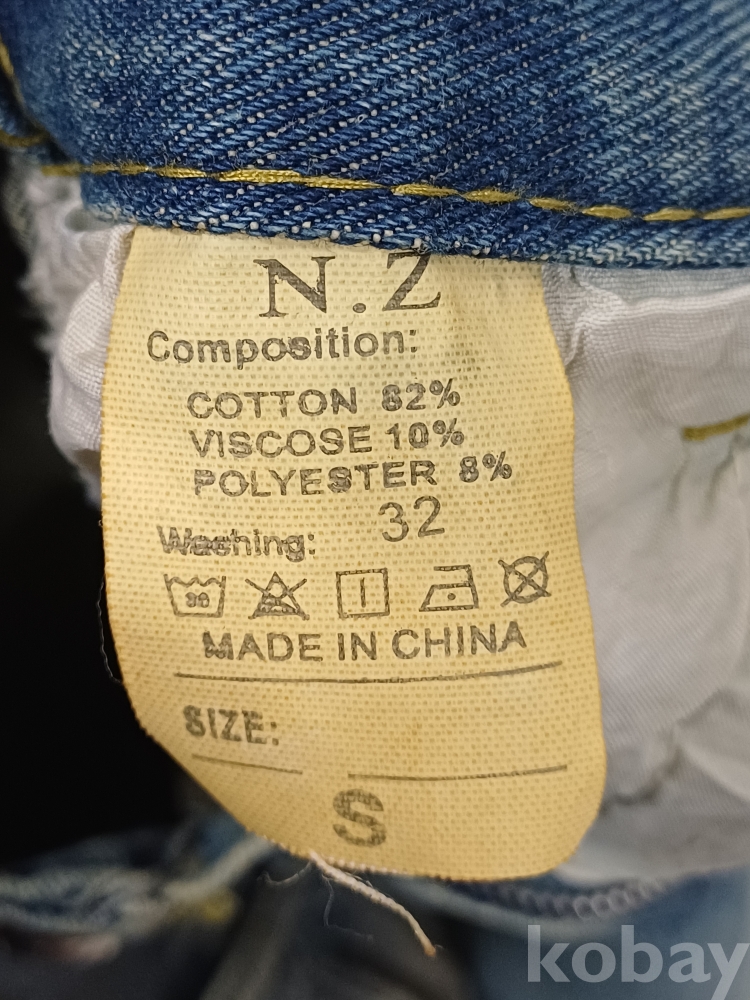 N.Z
Composition:
COTTON 82%
VISCOSE 10%
POLYESTER 8%
32
Washing:
30
MADE IN CHINA
SIZE:
S
kobay